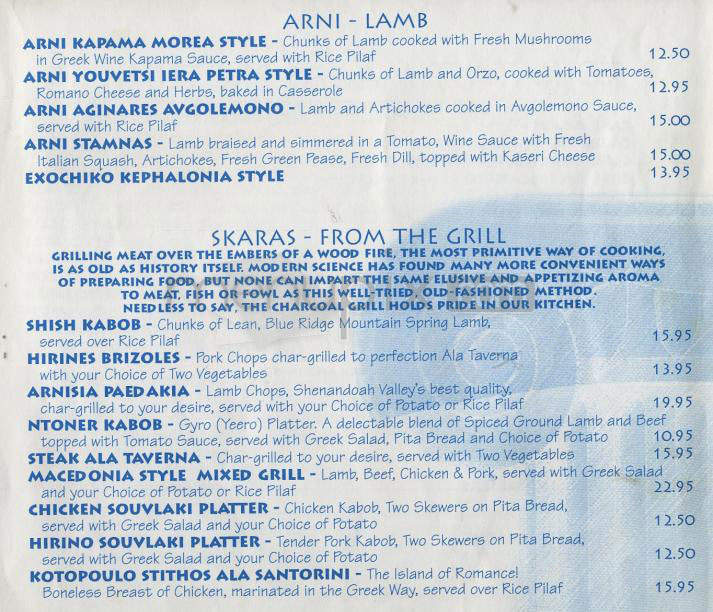 ARNI - LAMB
ARNI KAPAMA MOREA STYLE - Chunks of Lamb cooked with Fresh Mushrooms
in Greek Wine Kapama Sauce, served with Rice Pilaf 12.50
ARNI YOUVETSI IERA PETRA STYLE - Chunks of Lamb and Orzo, cooked with Tomatoes,
Romano Cheese and Herbs, baked in Casserole 12.95
ARNI AGINARES AVGOLEMONO - Lamb and Artichokes cooked in Avgolemono Sauce,
served with Rice Pilaf 15.00
ARNI STAMNAS - Lamb braised and simmered in a Tomato, Wine Sauce with Fresh
Italian Squash, Artichokes, Fresh Green Pease, Fresh Dill, topped with Kaseri Cheese 15.00
EXOCHIKO KEPHALONIA STYLE 13.95
SKARAS - FROM THE GRILL
GRILLING MEAT OVER THE EMBERS OF A WOOD FIRE, THE MOST PRIMITIVE WAY OF COOKING,
IS AS OLD AS HISTORY ITSELF. MODERN SCIENCE HAS FOUND MANY MORE CONVENIENT WAYS
OF PREPARING FOOD, BUT NONE CAN IMPART THE SAME ELUSIVE AND APPETIZING AROMA
TO MEAT, FISH OR FOWL AS THIS WELL-TRIED, OLD-FASHIONED METHOD.
NEEDLESS TO SAY, THE CHARCOAL GRILL HOLDS PRIDE IN OUR KITCHEN.
SHISH KABOB - Chunks of Lean, Blue Ridge Mountain Spring Lamb,
served over Rice Pilaf 15.95
HIRINES BRIZOLES - Pork Chops char-grilled to perfection Ala Taverna
with your Choice of Two Vegetables 13.95
ARNISIA PAEDAKIA - Lamb Chops, Shenandoah Valley's best quality,
char-grilled to your desire, served with your Choice of Potato or Rice Pilaf 19.95
NTONER KABOB - Gyro (Yeero) Platter. A delectable blend of Spiced Ground Lamb and Beef
topped with Tomato Sauce, served with Greek Salad, Pita Bread and Choice of Potato 10.95
STEAK ALA TAVERNA - Char-grilled to your desire, served with Two Vegetables 15.95
MACEDONIA STYLE MIXED GRILL - Lamb, Beef, Chicken & Pork, served with Greek Salad
and your Choice of Potato or Rice Pilaf 22.95
CHICKEN SOUVLAKI PLATTER - Chicken Kabob, Two Skewers on Pita Bread,
served with Greek Salad and your Choice of Potato 12.50
HIRINO SOUVLAKI PLATTER - Tender Pork Kabob, Two Skewers on Pita Bread,
served with Greek Salad and your Choice of Potato 12.50
KOTOPOULO STITHOS ALA SANTORINI - The Island of Romance!
Boneless Breast of Chicken, marinated in the Greek Way, served over Rice Pilaf 15.95